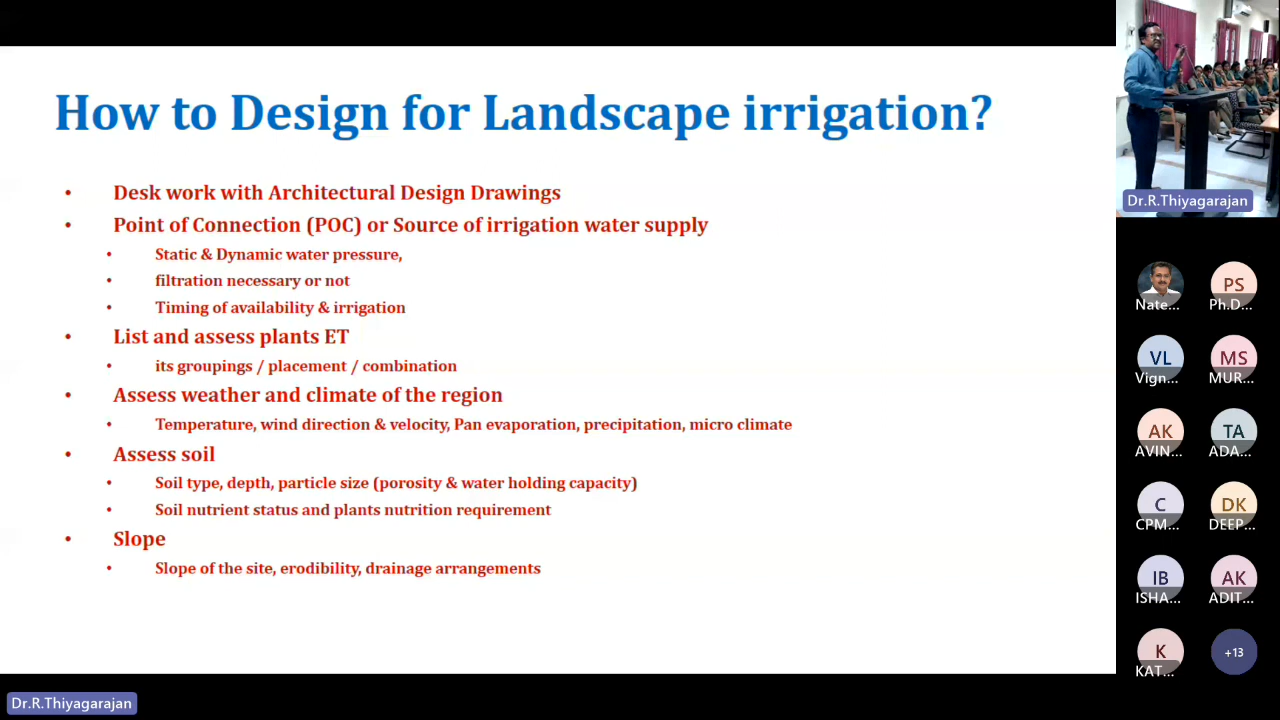 How to Design for Landscape irrigation?
• Desk work with Architectural Design Drawings
• Point of Connection (POC) or Source of irrigation water supply
• Static & Dynamic water pressure,
• filtration necessary or not
• Timing of availability & irrigation
• List and assess plants ET
• its groupings / placement / combination
• Assess weather and climate of the region
• Temperature, wind direction & velocity, Pan evaporation, precipitation, micro climate
• Assess soil
• Soil type, depth, particle size (porosity & water holding capacity)
• Soil nutrient status and plants nutrition requirement
• Slope
• Slope of the site, erodibility, drainage arrangements
Dr.R.Thiyagarajan
Dr.R.Thiyagarajan
Nate...
PS
Ph.D...
VL
Vign...
MS
MUR...
AK
AVIN...
TA
ADA...
C
CPM...
DK
DEEP...
IB
ISHA...
AK
ADIT...
K
KAT...
+13